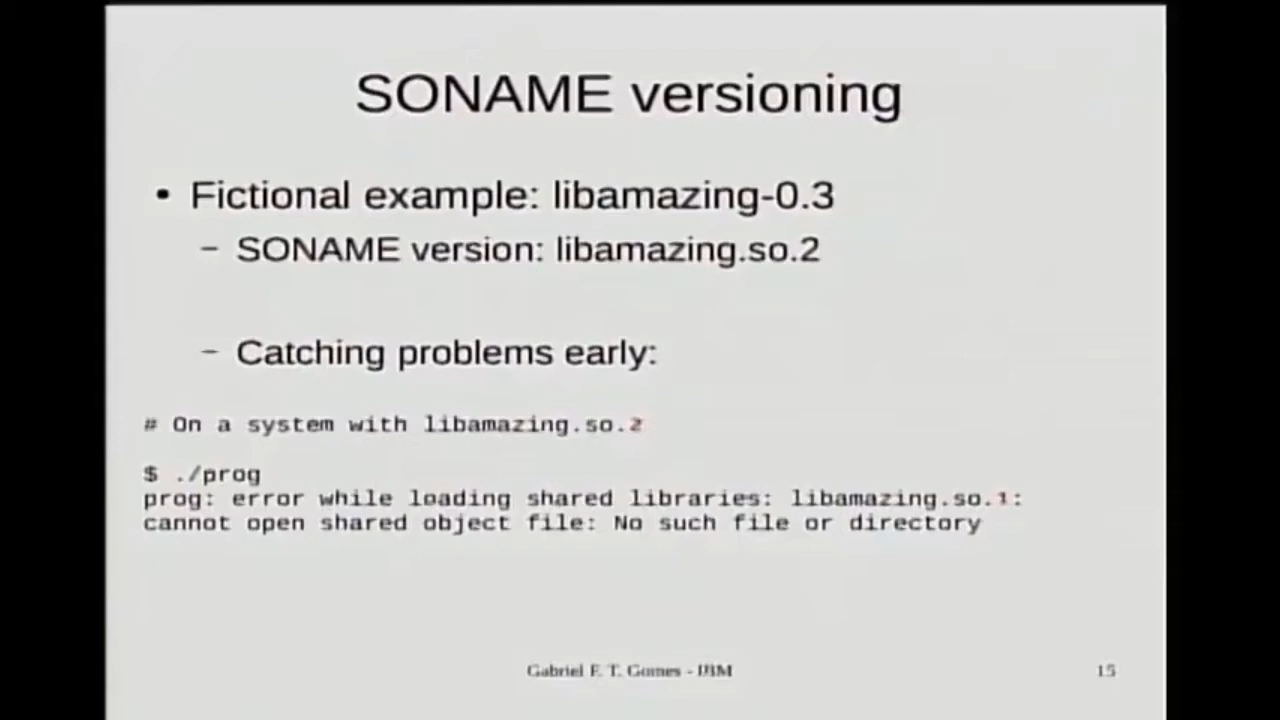 SONAME versioning
• Fictional example: libamazing-0.3
– SONAME version: libamazing.so.2
– Catching problems early:
# On a system with libamazing.so.2
$ ./prog
prog: error while loading shared libraries: libamazing.so.1:
cannot open shared object file: No such file or directory
Gabriel F. T. Gomes - IBM
15